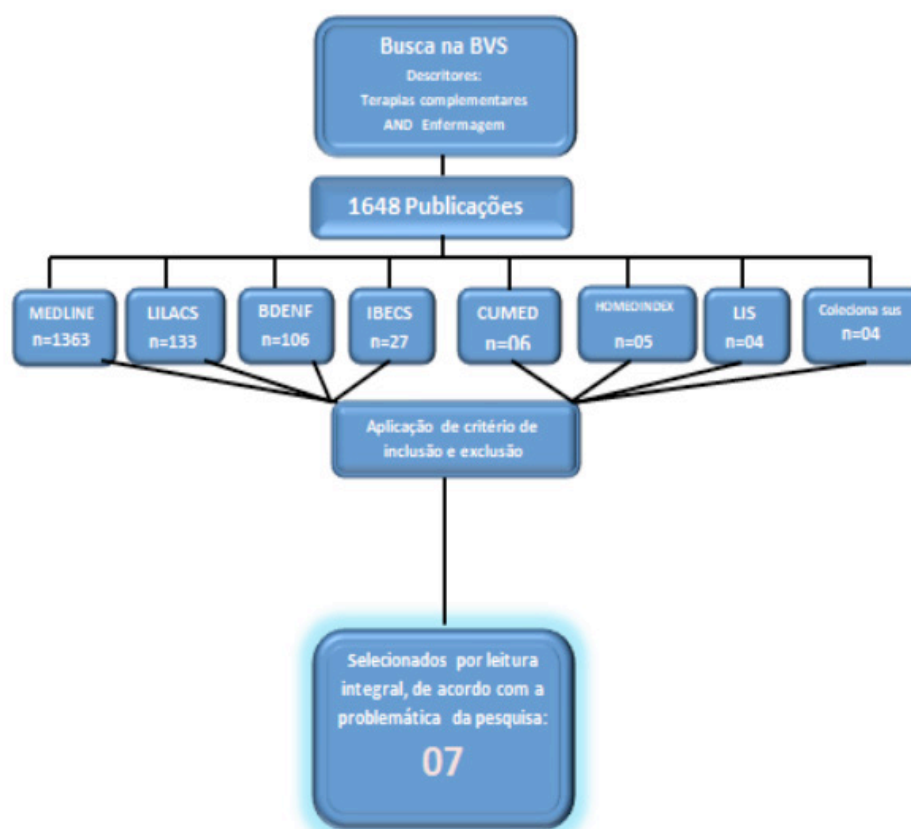 Busca na BVS
Descritores:
Terapias complementares
AND Enfermagem
1648 Publicações
MEDLINE
n=1363
LILACS
n=133
BDENF
n=106
IBECS
n=27
CUMED
n=06
HOMEOINDEX
n=05
LIS
n=04
Coleciona sus
n=04
Aplicação de critério de
inclusão e exclusão
Selecionados por leitura
integral, de acordo com a
problemática da pesquisa:
07